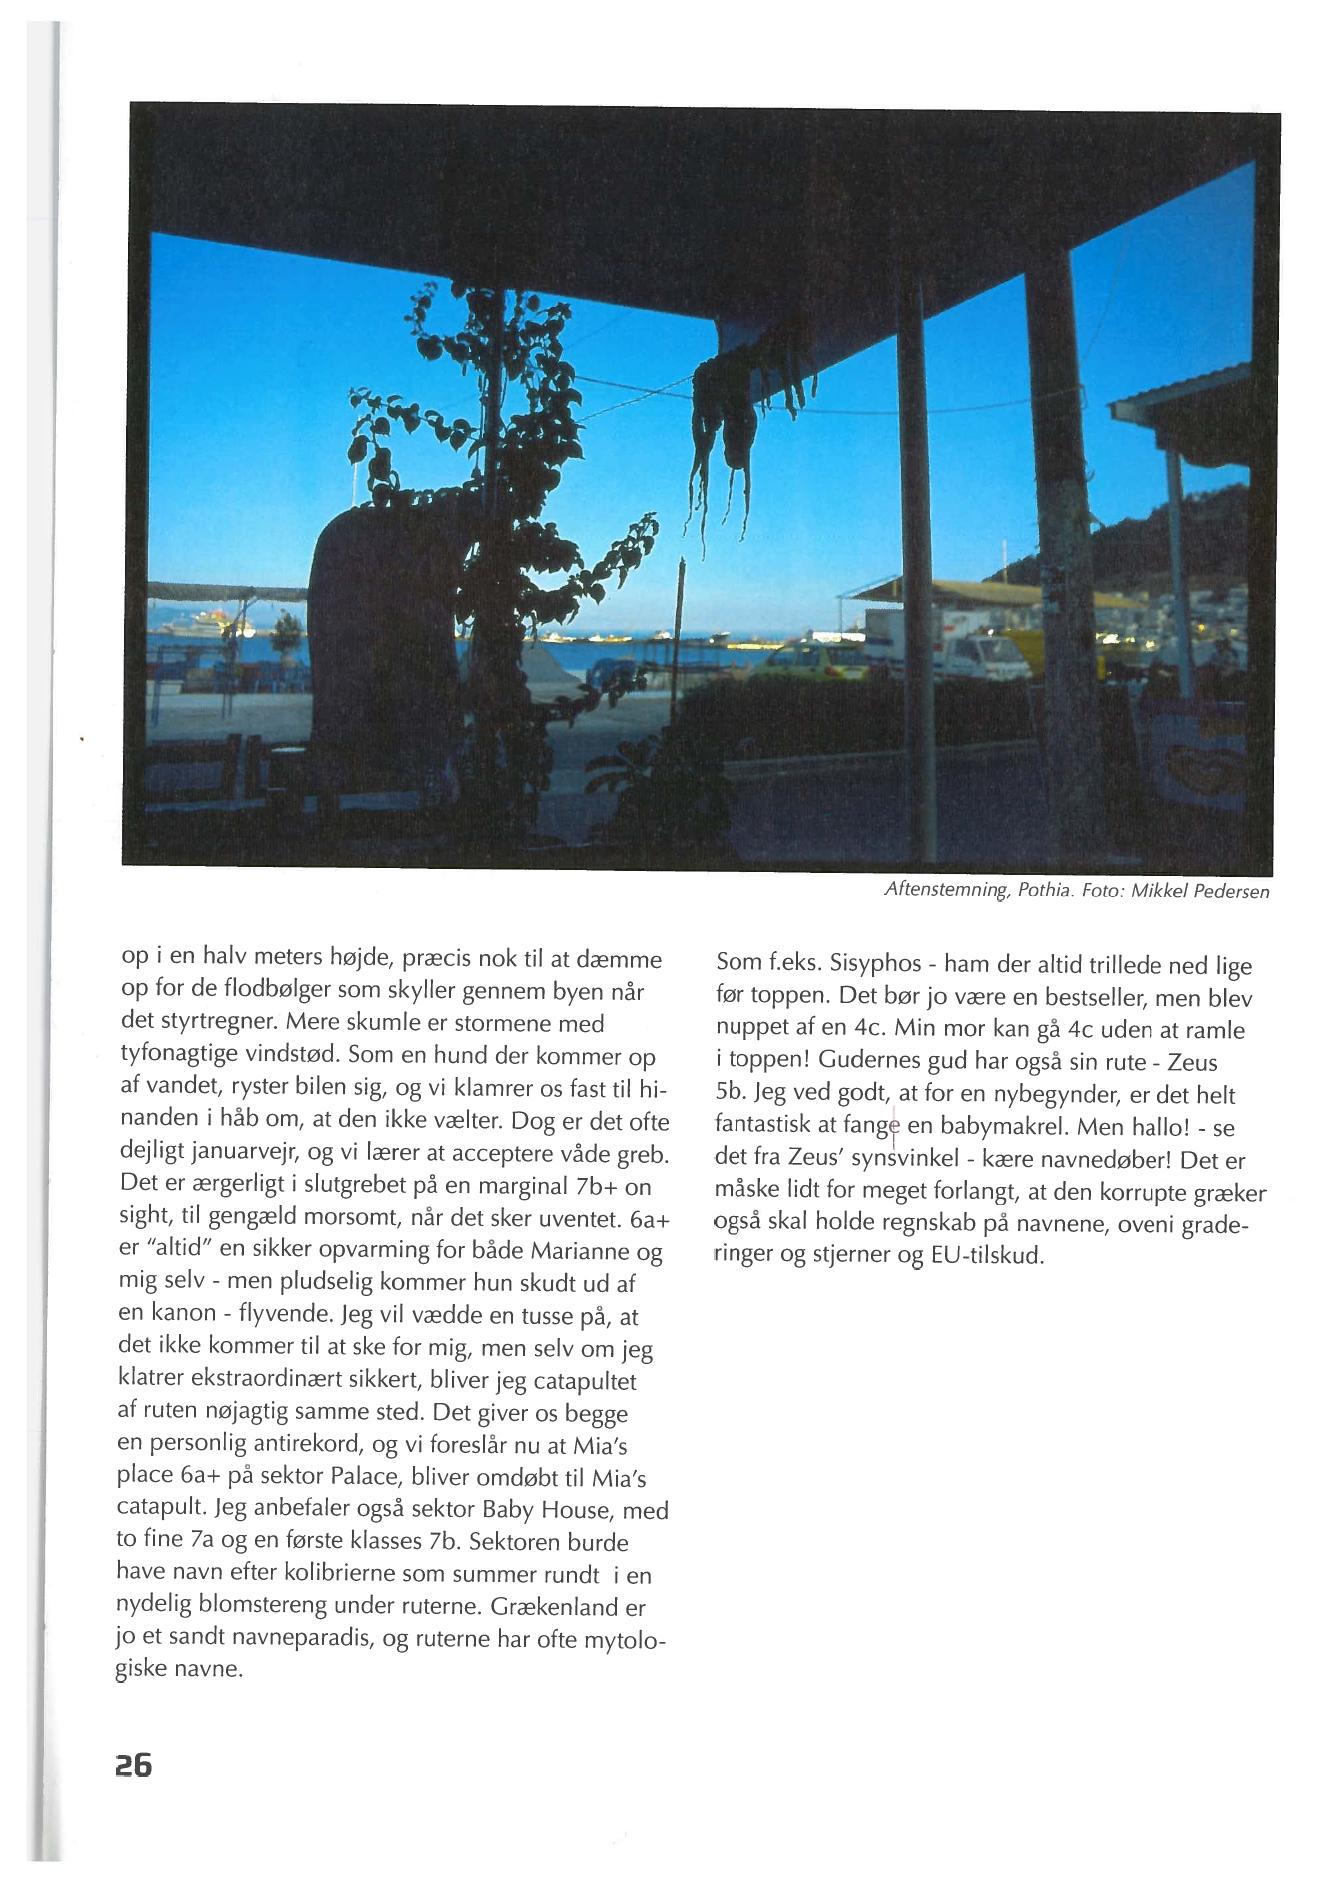 Aftenstemning, Pothia. Foto: Mikkel Pedersen
op i en halv meters højde, præcis nok til at dæmme
op for de flodbølger som skyller gennem byen når
det styrtregner. Mere skumle er stormene med
tyfonagtige vindstød. Som en hund der kommer op
af vandet, ryster bilen sig, og vi klamrer os fast til hi-
nanden i håb om, at den ikke vælter. Dog er det ofte
dejligt januarvejr, og vi lærer at acceptere våde greb.
Det er ærgerligt i slutgrebet på en marginal 7b+ on
sight, til gengæld morsomt, når det sker uventet. 6a+
er "altid" en sikker opvarming for både Marianne og
mig selv - men pludselig kommer hun skudt ud af
en kanon - flyvende. Jeg vil vædde en tusse på, at
det ikke kommer til at ske for mig, men selv om jeg
klatrer ekstraordinært sikkert, bliver jeg catapultet
af ruten nøjagtig samme sted. Det giver os begge
en personlig antirekord, og vi foreslår nu at Mia's
place 6a+ på sektor Palace, bliver omdøbt til Mia's
catapult. Jeg anbefaler også sektor Baby House, med
to fine 7a og en første klasses 7b. Sektoren burde
have navn efter kolibrierne som summer rundt i en
nydelig blomstereng under ruterne. Grækenland er
jo et sandt navneparadis, og ruterne har ofte mytolo-
giske navne.
Som f.eks. Sisyphos - ham der altid trillede ned lige
før toppen. Det bør jo være en bestseller, men blev
nuppet af en 4c. Min mor kan gå 4c uden at ramle
i toppen! Gudernes gud har også sin rute - Zeus
5b. Jeg ved godt, at for en nybegynder, er det helt
fantastisk at fange en babymakrel. Men hallo! - se
det fra Zeus' synsvinkel - kære navnedøber! Det er
måske lidt for meget forlangt, at den korrupte græker
også skal holde regnskab på navnene, oveni grade-
ringer og stjerner og EU-tilskud.
26